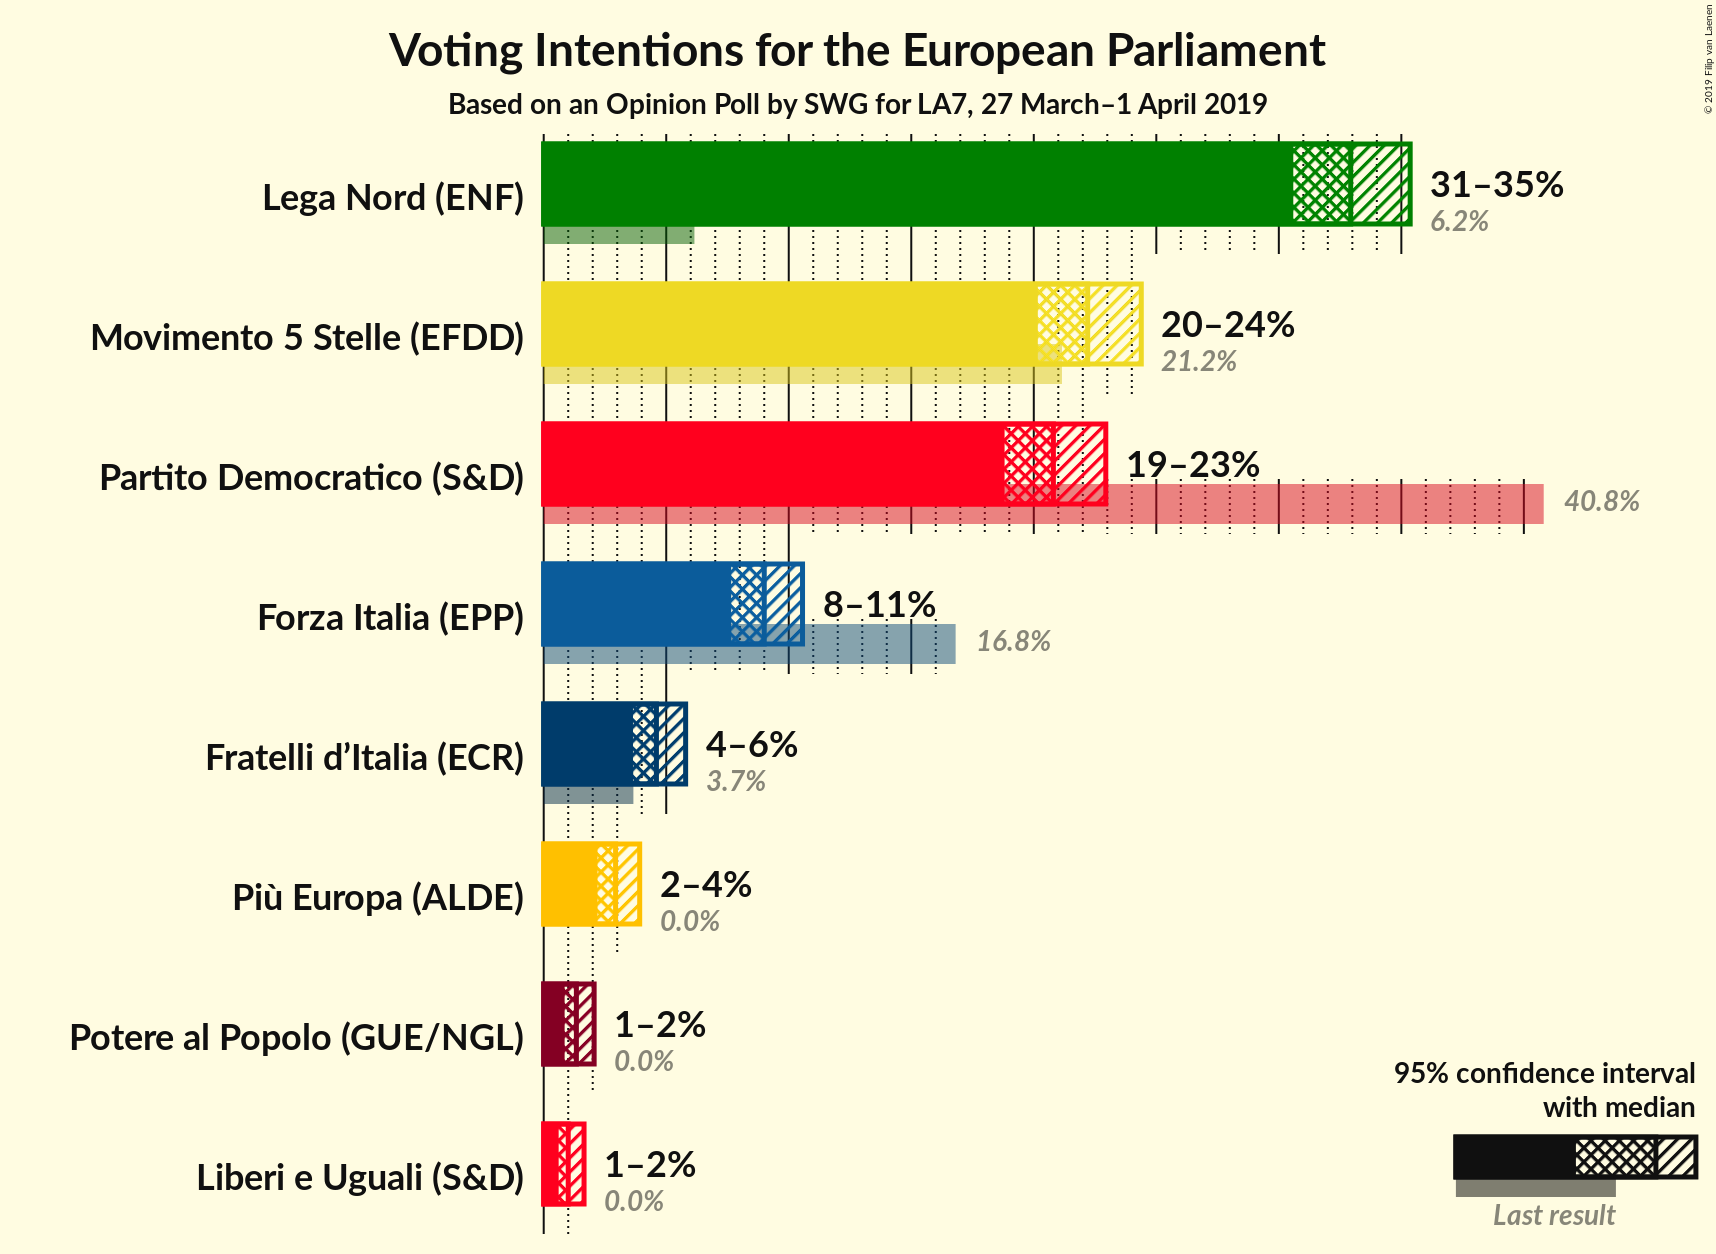 Voting Intentions for the European Parliament
Based on an Opinion Poll by SWG for LA7, 27 March–1 April 2019
© 2019 Filip van Laenen
Lega Nord (ENF)
31–35%
6.2%
Movimento 5 Stelle (EFDD)
20–24%
21.2%
Partito Democratico (S&D)
19–23%
40.8%
Forza Italia (EPP)
8–11%
16.8%
Fratelli d’Italia (ECR)
4–6%
3.7%
Più Europa (ALDE)
2–4%
0.0%
Potere al Popolo (GUE/NGL)
1–2%
0.0%
Liberi e Uguali (S&D)
1–2%
0.0%
95% confidence interval
with median
Last result